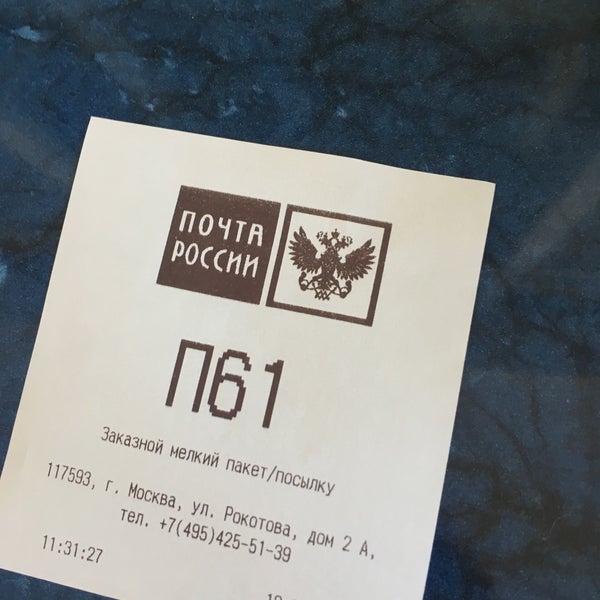 ПОЧТА
РОССИИ
П61
Заказной мелкий пакет/посылку
117593, г. Москва, ул. Рокотова, дом 2 А,
тел. +7(495)425-51-39
11:31:27